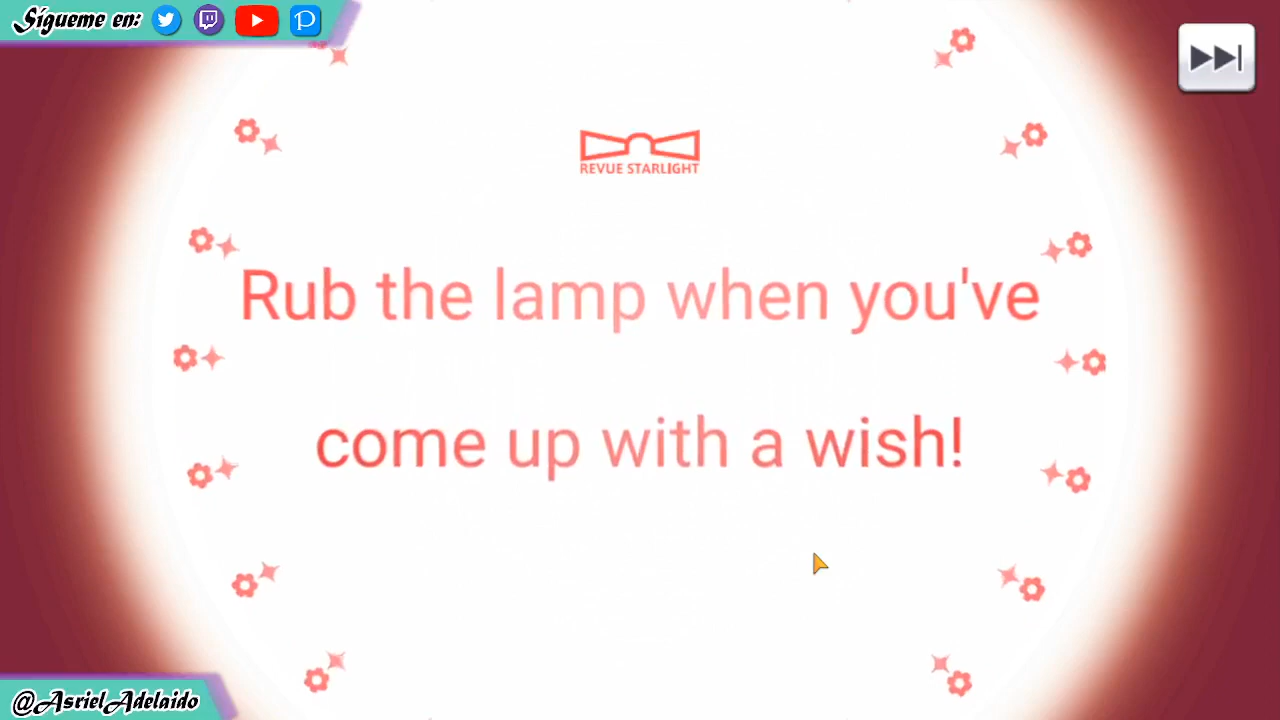 Sígueme en:
REVUE STARLIGHT
Rub the lamp when you've
come up with a wish!
@AsrielAdelaido